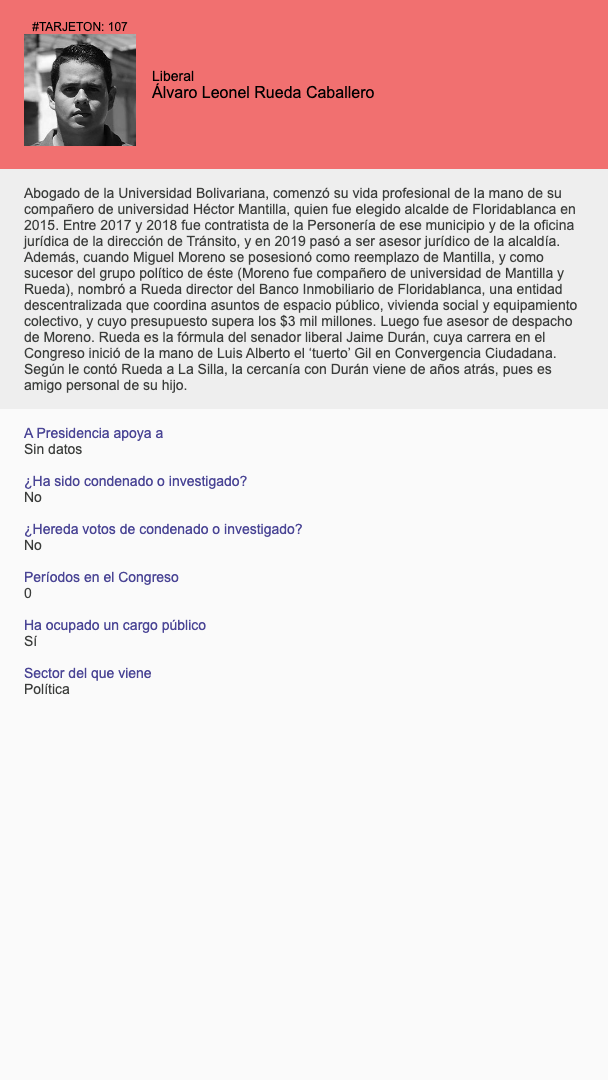 #TARJETON: 107
Liberal
Álvaro Leonel Rueda Caballero
Abogado de la Universidad Bolivariana, comenzó su vida profesional de la mano de su
compañero de universidad Héctor Mantilla, quien fue elegido alcalde de Floridablanca en
2015. Entre 2017 y 2018 fue contratista de la Personería de ese municipio y de la oficina
jurídica de la dirección de Tránsito, y en 2019 pasó a ser asesor jurídico de la alcaldía.
Además, cuando Miguel Moreno se posesionó como reemplazo de Mantilla, y como
sucesor del grupo político de éste (Moreno fue compañero de universidad de Mantilla y
Rueda), nombró a Rueda director del Banco Inmobiliario de Floridablanca, una entidad
descentralizada que coordina asuntos de espacio público, vivienda social y equipamiento
colectivo, y cuyo presupuesto supera los $3 mil millones. Luego fue asesor de despacho
de Moreno. Rueda es la fórmula del senador liberal Jaime Durán, cuya carrera en el
Congreso inició de la mano de Luis Alberto el ‘tuerto’ Gil en Convergencia Ciudadana.
Según le contó Rueda a La Silla, la cercanía con Durán viene de años atrás, pues es
amigo personal de su hijo.
A Presidencia apoya a
Sin datos
¿Ha sido condenado o investigado?
No
¿Hereda votos de condenado o investigado?
No
Períodos en el Congreso
0
Ha ocupado un cargo público
Sí
Sector del que viene
Política